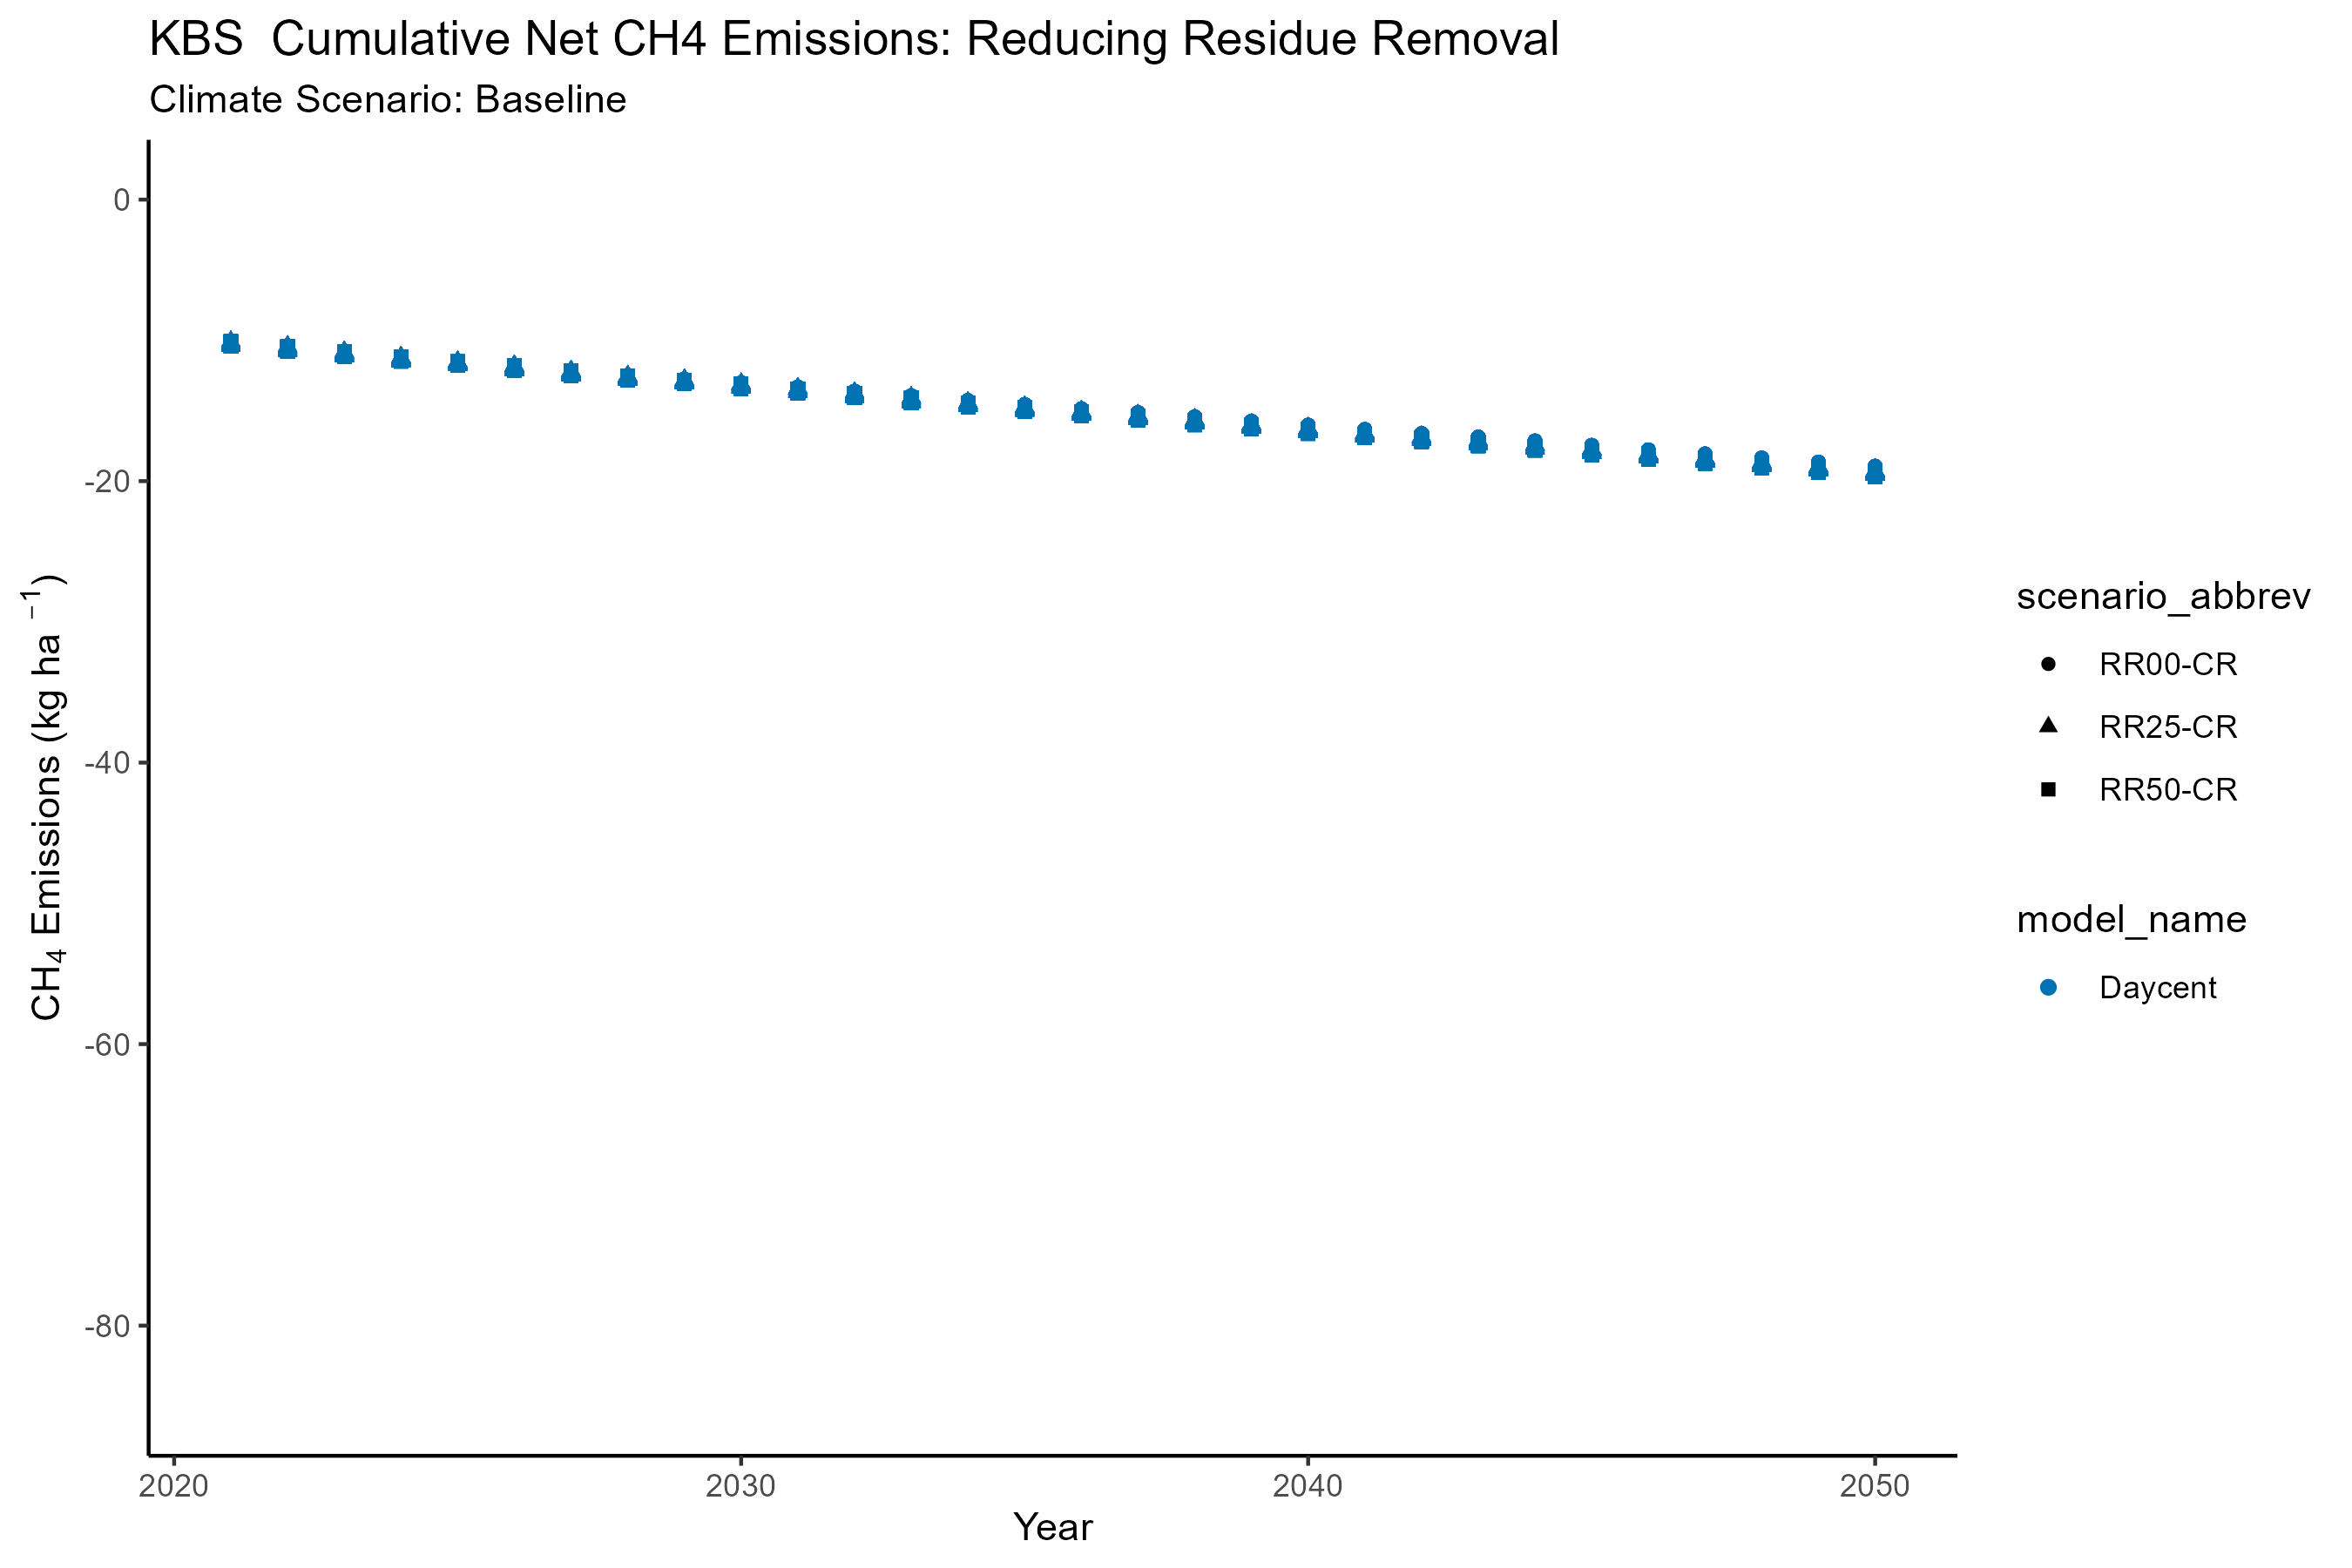 KBS  Cumulative Net CH4 Emissions: Reducing Residue Removal
Climate Scenario: Baseline
CH₄ Emissions (kg ha ⁻¹)
0
-20
-40
-60
-80
2020 2030 2040 2050
Year
scenario_abbrev
RR00-CR
RR25-CR
RR50-CR
model_name
Daycent